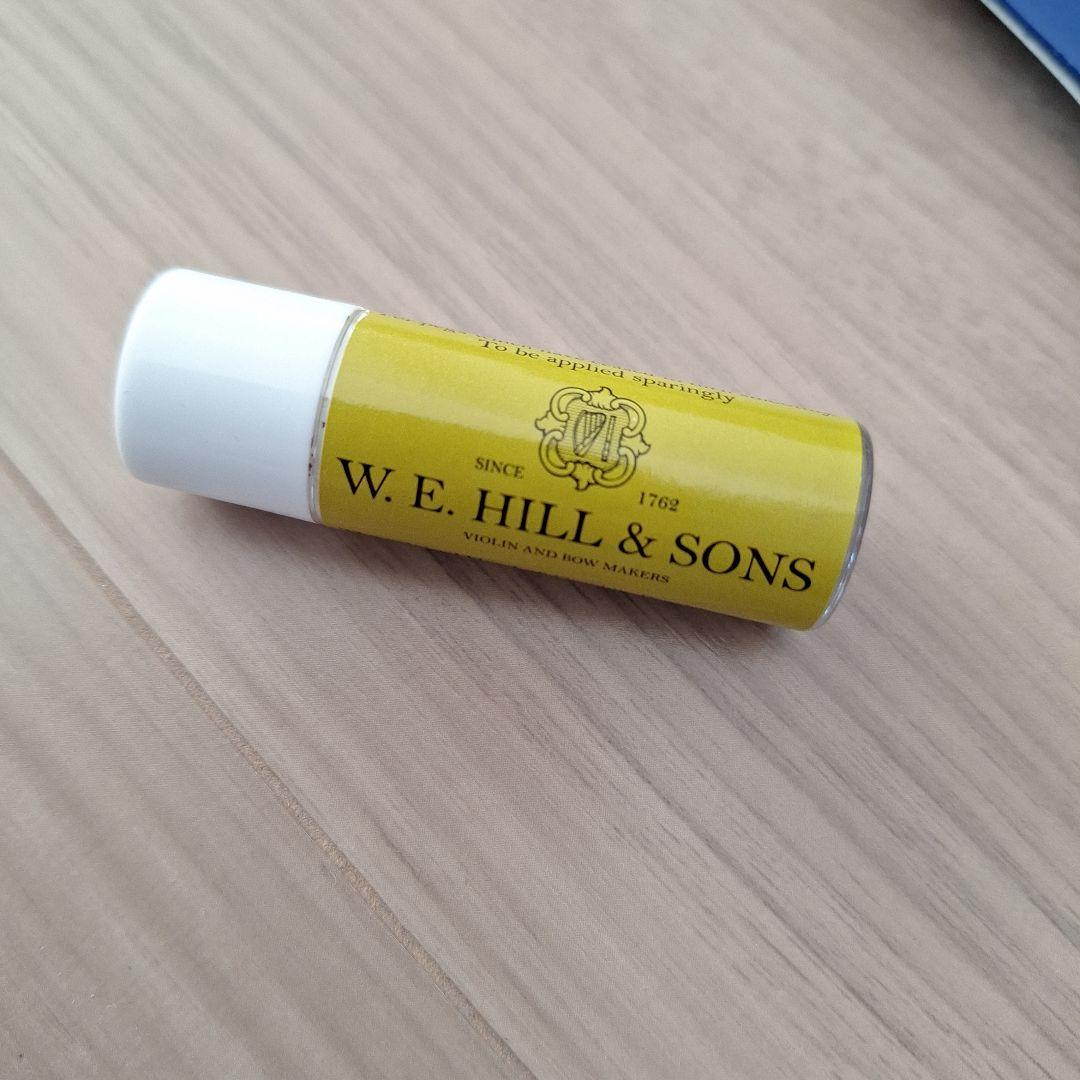 To be applied sparingly
SINCE 1762
W. E. HILL & SONS
VIOLIN AND BOW MAKERS